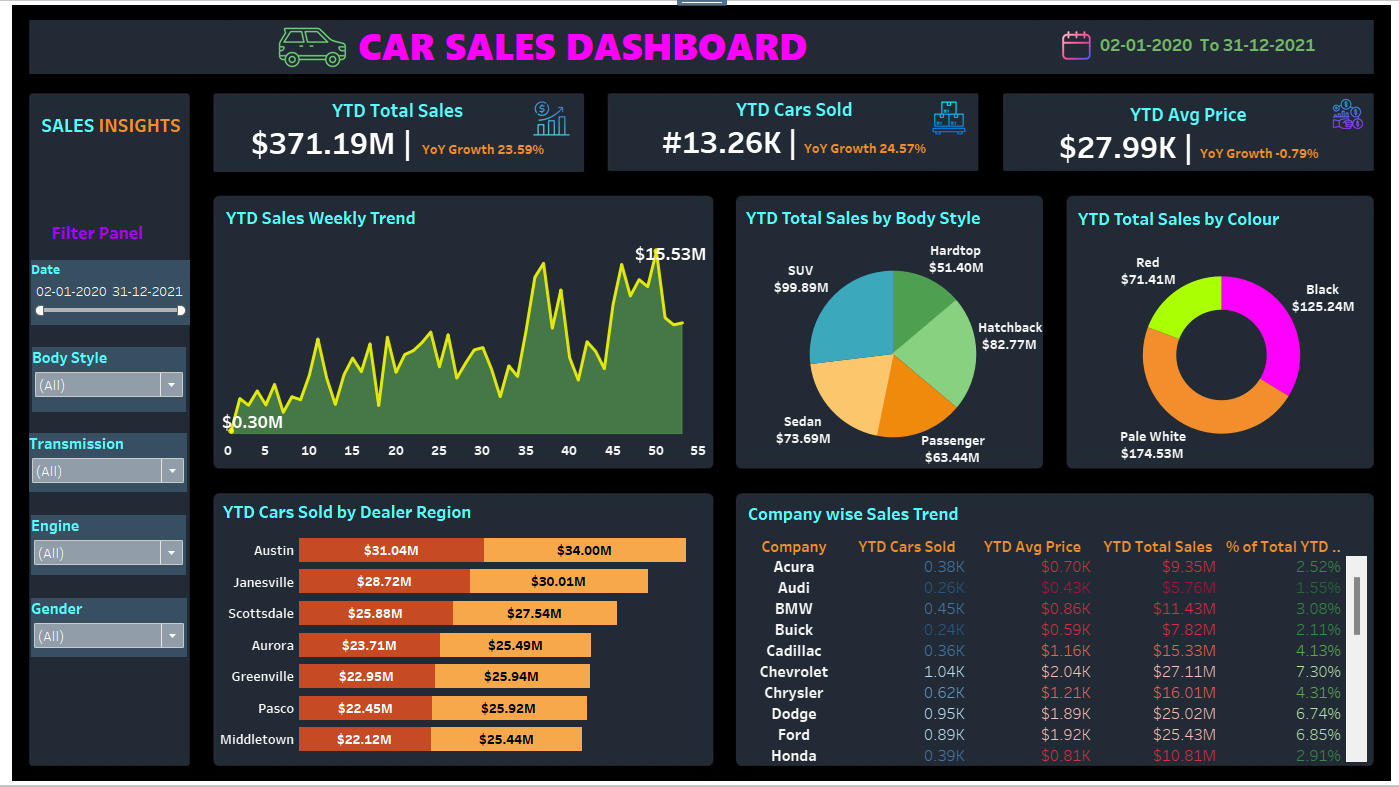 CAR SALES DASHBOARD
02-01-2020 To 31-12-2021
SALES INSIGHTS
Filter Panel
Date
02-01-2020 31-12-2021
Body Style
(All)
Transmission
(All)
Engine
(All)
Gender
(All)
YTD Total Sales
$371.19M | YoY Growth 23.59%
YTD Cars Sold
#13.26K | YoY Growth 24.57%
YTD Avg Price
$27.99K | YoY Growth -0.79%
YTD Sales Weekly Trend
$15.53M
$0.30M
0 5 10 15 20 25 30 35 40 45 50 55
YTD Total Sales by Body Style
Hardtop
$51.40M
SUV
$99.89M
Hatchback
$82.77M
Sedan
$73.69M
Passenger
$63.44M
YTD Total Sales by Colour
Red
$71.41M
Black
$125.24M
Pale White
$174.53M
YTD Cars Sold by Dealer Region
Austin $31.04M $34.00M
Janesville $28.72M $30.01M
Scottsdale $25.88M $27.54M
Aurora $23.71M $25.49M
Greenville $22.95M $25.94M
Pasco $22.45M $25.92M
Middletown $22.12M $25.44M
Company wise Sales Trend
Company YTD Cars Sold YTD Avg Price YTD Total Sales % of Total YTD ..
Acura 0.38K $0.70K $9.35M 2.52%
Audi 0.26K $0.43K $5.76M 1.55%
BMW 0.45K $0.86K $11.43M 3.08%
Buick 0.24K $0.59K $7.82M 2.11%
Cadillac 0.36K $1.16K $15.33M 4.13%
Chevrolet 1.04K $2.04K $27.11M 7.30%
Chrysler 0.62K $1.21K $16.01M 4.31%
Dodge 0.95K $1.89K $25.02M 6.74%
Ford 0.89K $1.92K $25.43M 6.85%
Honda 0.39K $0.81K $10.81M 2.91%